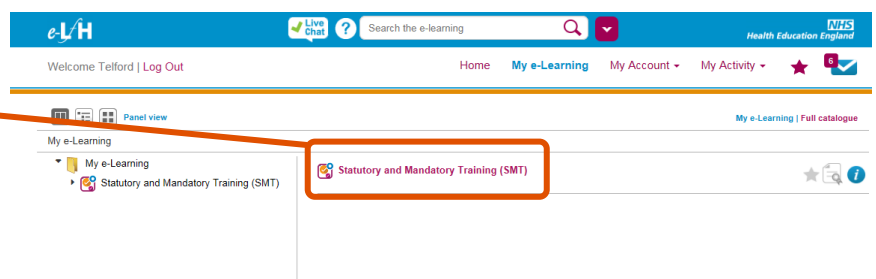 e-LfH
Live Chat
?
Search the e-learning
NHS
Health Education England
Welcome Telford | Log Out
Home My e-Learning My Account My Activity 6
Panel view
My e-Learning | Full catalogue
My e-Learning
My e-Learning
Statutory and Mandatory Training (SMT)
Statutory and Mandatory Training (SMT)
i